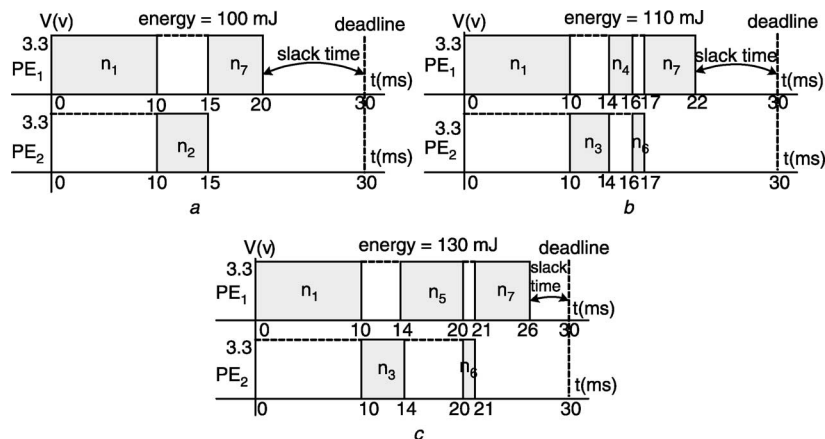 V(v) energy = 100 mJ deadline
3.3
PE1 n1 n7 slack time t(ms)
0 10 15 20 30
3.3
PE2 n2 t(ms)
0 10 15 30
a
V(v) energy = 110 mJ deadline
3.3
PE1 n1 n4 n7 slack time t(ms)
0 10 14 16 17 22 30
3.3
PE2 n3 n6 t(ms)
0 10 14 16 17 30
b
V(v) energy = 130 mJ deadline
3.3 slack
PE1 n1 n5 n7 time t(ms)
0 10 14 20 21 26 30
3.3
PE2 n3 n6 t(ms)
0 10 14 20 21 30
c